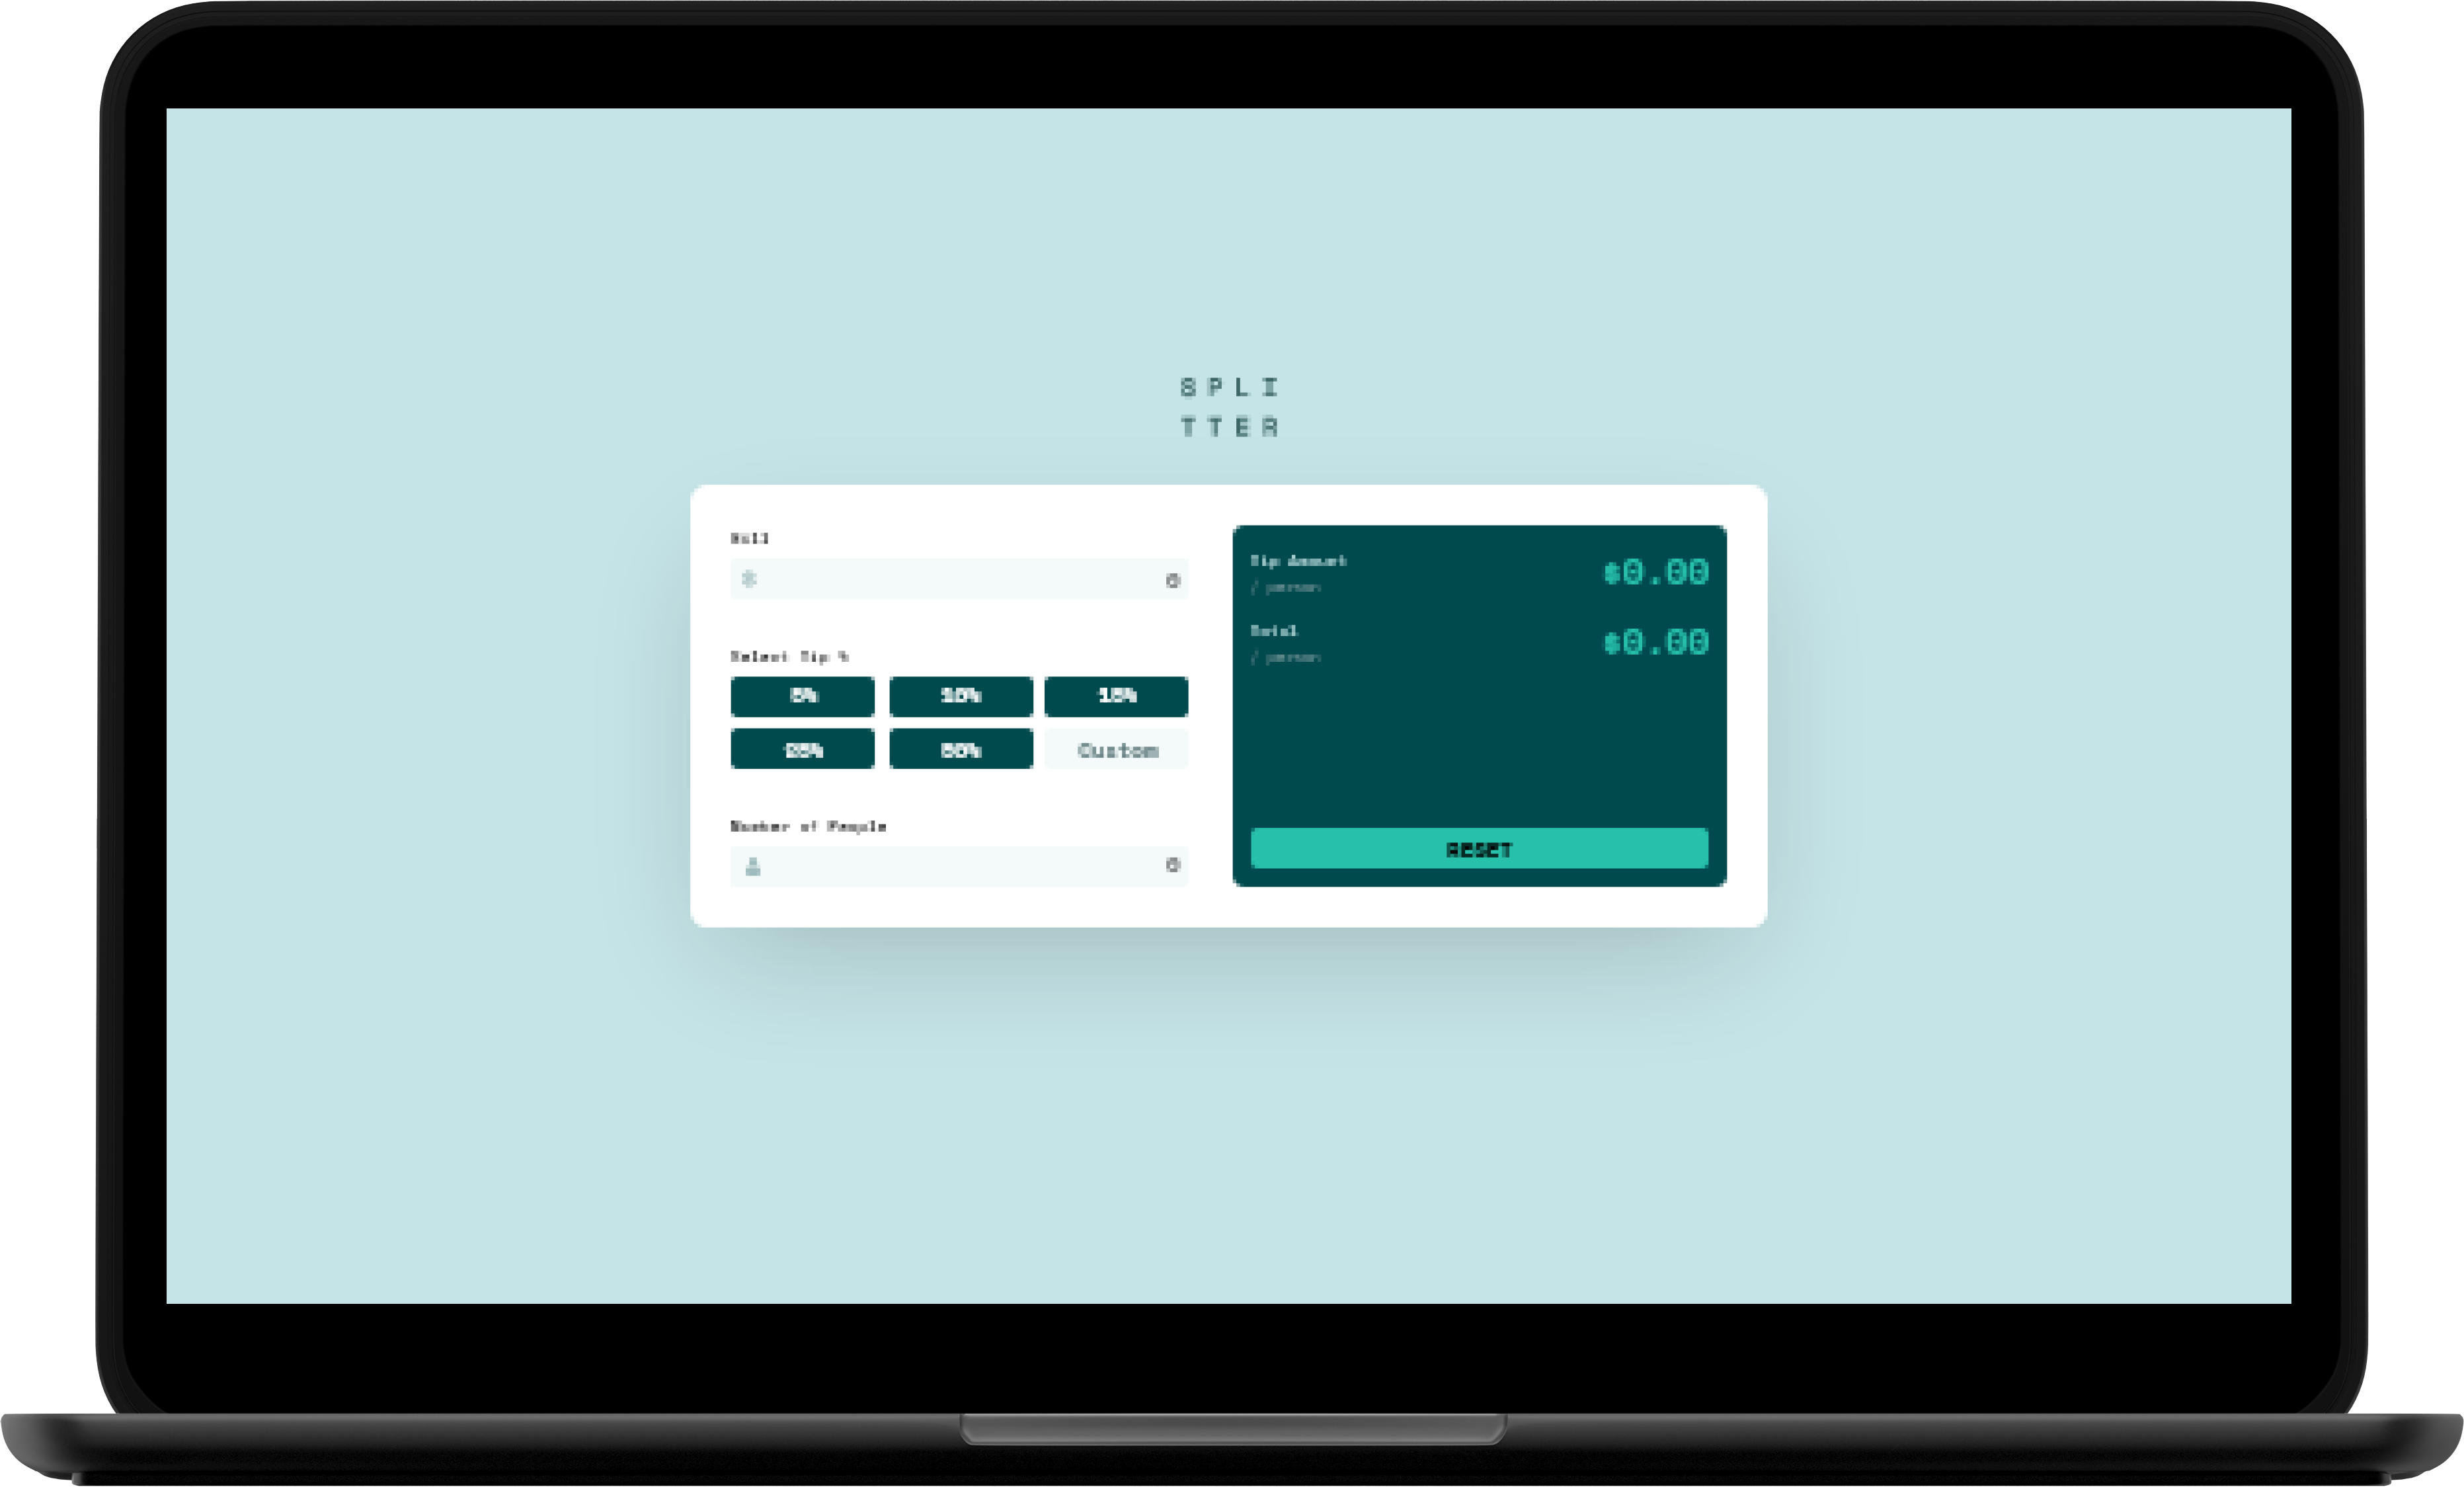 SPLI
TTER
Bill
$ 0
Select Tip %
5% 10% 15%
25% 50% Custom
Number of People
0
Tip Amount
/ person
$0.00
Total
/ person
$0.00
RESET